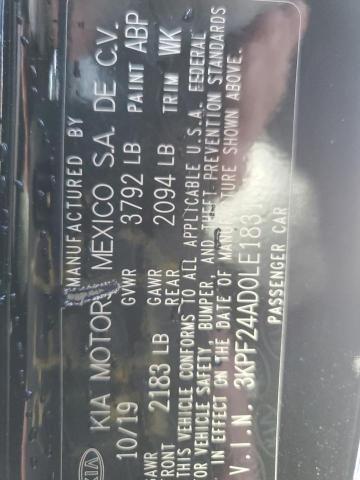 MANUFACTURED BY
KIA MOTORS MEXICO S.A. DE C.V.
10/19 GVWR 3792 LB PAINT ABP
GAWR FRONT 2183 LB GAWR REAR 2094 LB TRIM WK
THIS VEHICLE CONFORMS TO ALL APPLICABLE U.S.A. FEDERAL
MOTOR VEHICLE SAFETY, BUMPER, AND THEFT PREVENTION STANDARDS
IN EFFECT ON THE DATE OF MANUFACTURE SHOWN ABOVE.
V.I.N. 3KPF24AD0LE183
PASSENGER CAR
KIA